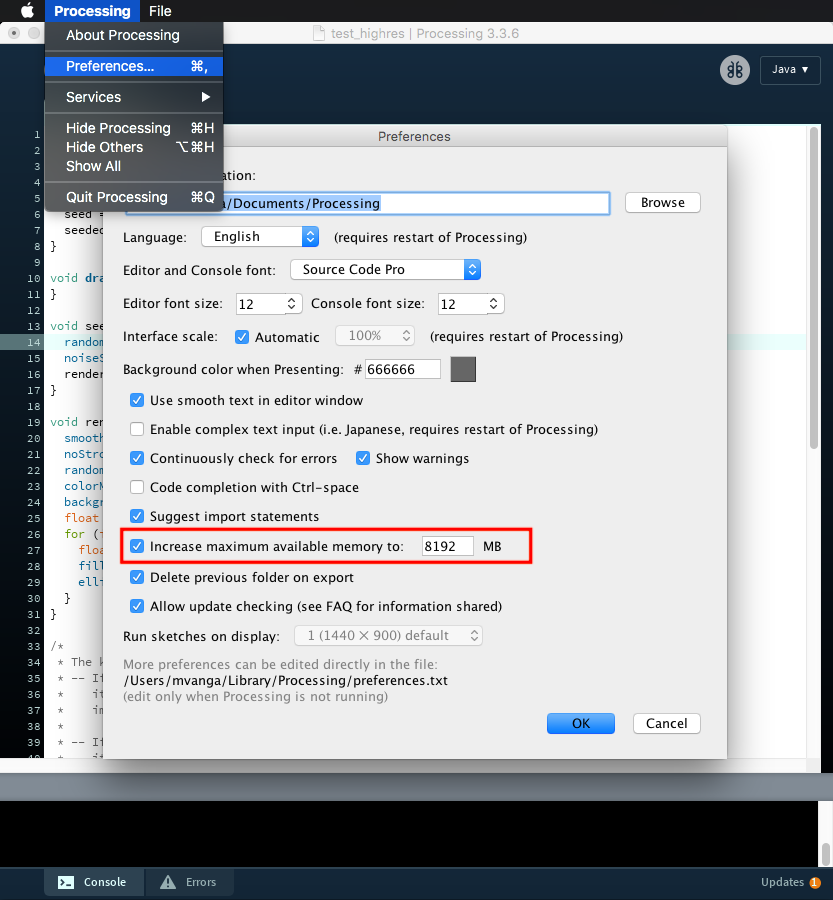 Processing File
test_highres | Processing 3.3.6
About Processing
Preferences... ⌘,
Services ▶
Hide Processing ⌘H
Hide Others ⌥⌘H
Show All
Quit Processing ⌘Q
Java ▼
Preferences
/Documents/Processing Browse
Language: English (requires restart of Processing)
Editor and Console font: Source Code Pro
Editor font size: 12 Console font size: 12
Interface scale: Automatic 100% (requires restart of Processing)
Background color when Presenting: # 666666
Use smooth text in editor window
Enable complex text input (i.e. Japanese, requires restart of Processing)
Continuously check for errors Show warnings
Code completion with Ctrl-space
Suggest import statements
Increase maximum available memory to: 8192 MB
Delete previous folder on export
Allow update checking (see FAQ for information shared)
Run sketches on display: 1 (1440 × 900) default
More preferences can be edited directly in the file:
/Users/mvanga/Library/Processing/preferences.txt
(edit only when Processing is not running)
OK Cancel
1
2
3
4
5
6 seed =
7 seeded
8 }
9
10 void dra
11 }
12
13 void see
14 random
15 noiseS
16 render
17 }
18
19 void ren
20 smooth
21 noStro
22 random
23 colorM
24 backgr
25 float
26 for (i
27 floa
28 fill
29 elli
30 }
31 }
32
33 /*
34 * The k
35 * -- If
36 * it
37 * im
38 *
39 * -- If
40 * it
Console Errors Updates 1